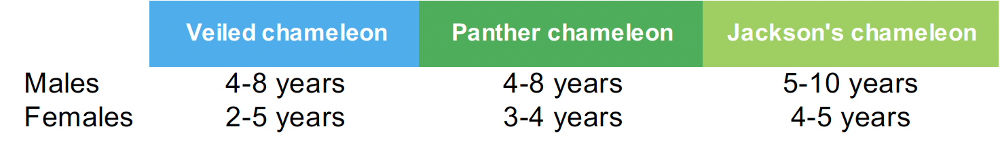 Veiled chameleon Panther chameleon Jackson's chameleon
Males 4-8 years 4-8 years 5-10 years
Females 2-5 years 3-4 years 4-5 years